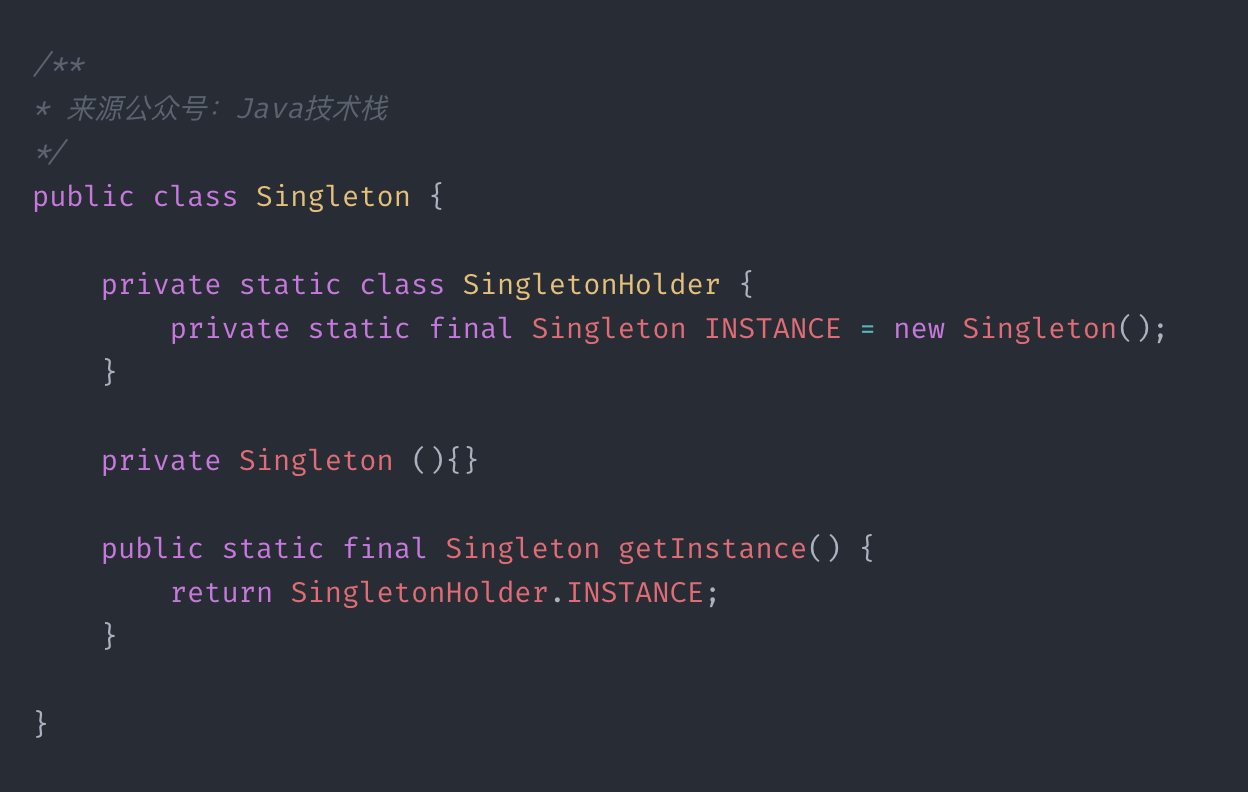 /**
* 来源公众号：Java技术栈
*/
public class Singleton {
    private static class SingletonHolder {
        private static final Singleton INSTANCE = new Singleton();
    }
    private Singleton (){}
    public static final Singleton getInstance() {
        return SingletonHolder.INSTANCE;
    }
}